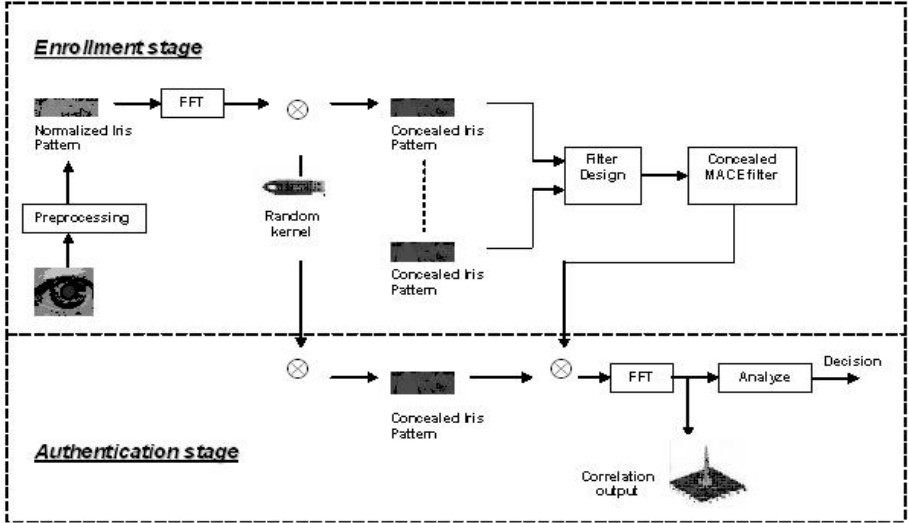 Enrollment stage
FFT
Normalized Iris
Pattern
Concealed Iris
Pattern
Filter
Design
Concealed
MACE filter
Preprocessing
Random
kernel
Concealed Iris
Pattern
FFT
Analyze
Decision
Concealed Iris
Pattern
Authentication stage
Correlation
output